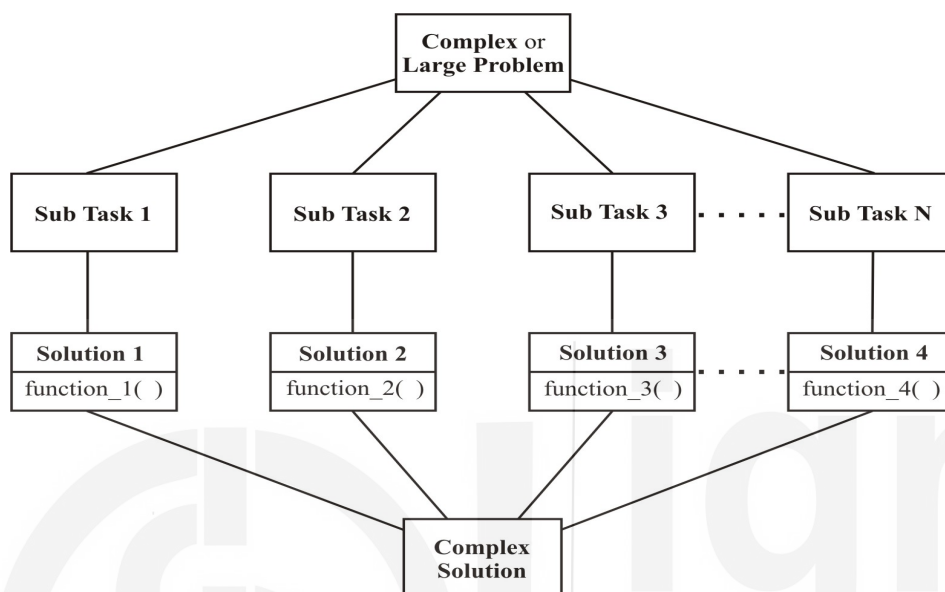 Complex or
Large Problem
Sub Task 1
Sub Task 2
Sub Task 3
Sub Task N
Solution 1
function_1( )
Solution 2
function_2( )
Solution 3
function_3( )
Solution 4
function_4( )
Complex
Solution